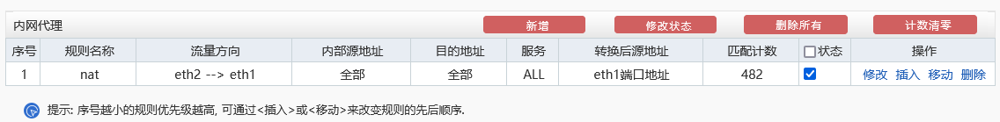 内网代理 新增 修改状态 删除所有 计数清零
序号 规则名称 流量方向 内部源地址 目的地址 服务 转换后源地址 匹配计数 状态 操作
1 nat eth2 --> eth1 全部 全部 ALL eth1端口地址 482 修改 插入 移动 删除
提示: 序号越小的规则优先级越高, 可通过<插入>或<移动>来改变规则的先后顺序.